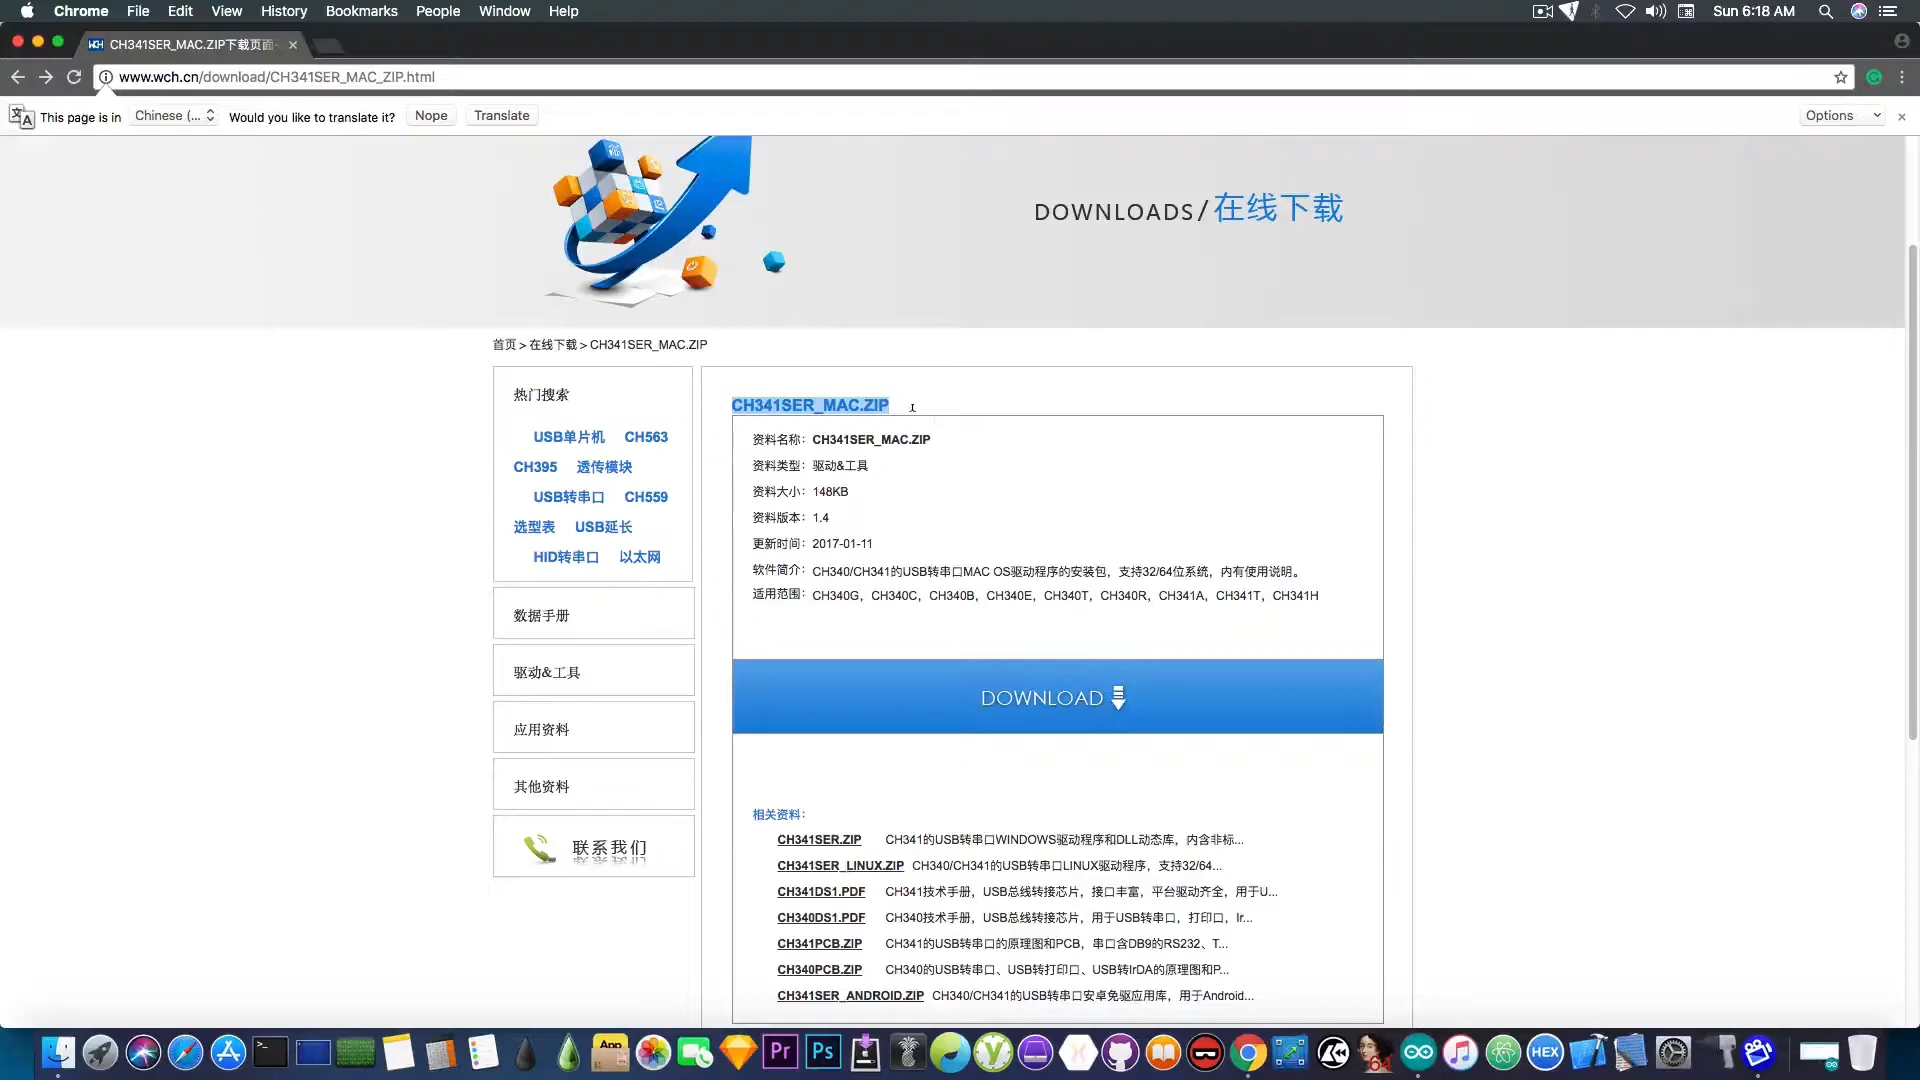 Chrome File Edit View History Bookmarks People Window Help
Sun 6:18 AM
WCH CH341SER_MAC.ZIP下载页面-
www.wch.cn/download/CH341SER_MAC_ZIP.html
This page is in Chinese (... Would you like to translate it? Nope Translate Options
DOWNLOADS/在线下载
首页 > 在线下载 > CH341SER_MAC.ZIP
热门搜索
USB单片机 CH563
CH395 透传模块
USB转串口 CH559
选型表 USB延长
HID转串口 以太网
数据手册
驱动&工具
应用资料
其他资料
联系我们
CH341SER_MAC.ZIP
资料名称: CH341SER_MAC.ZIP
资料类型: 驱动&工具
资料大小: 148KB
资料版本: 1.4
更新时间: 2017-01-11
软件简介: CH340/CH341的USB转串口MAC OS驱动程序的安装包，支持32/64位系统，内有使用说明。
适用范围: CH340G，CH340C，CH340B，CH340E，CH340T，CH340R，CH341A，CH341T，CH341H
DOWNLOAD
相关资料:
CH341SER.ZIP CH341的USB转串口WINDOWS驱动程序和DLL动态库，内含非标...
CH341SER_LINUX.ZIP CH340/CH341的USB转串口LINUX驱动程序，支持32/64...
CH341DS1.PDF CH341技术手册，USB总线转接芯片，接口丰富，平台驱动齐全，用于U...
CH340DS1.PDF CH340技术手册，USB总线转接芯片，用于USB转串口，打印口，Ir...
CH341PCB.ZIP CH341的USB转串口的原理图和PCB，串口含DB9的RS232、T...
CH340PCB.ZIP CH340的USB转串口、USB转打印口、USB转IrDA的原理图和P...
CH341SER_ANDROID.ZIP CH340/CH341的USB转串口安卓免驱应用库，用于Android...
App Pr Ps 64 HEX